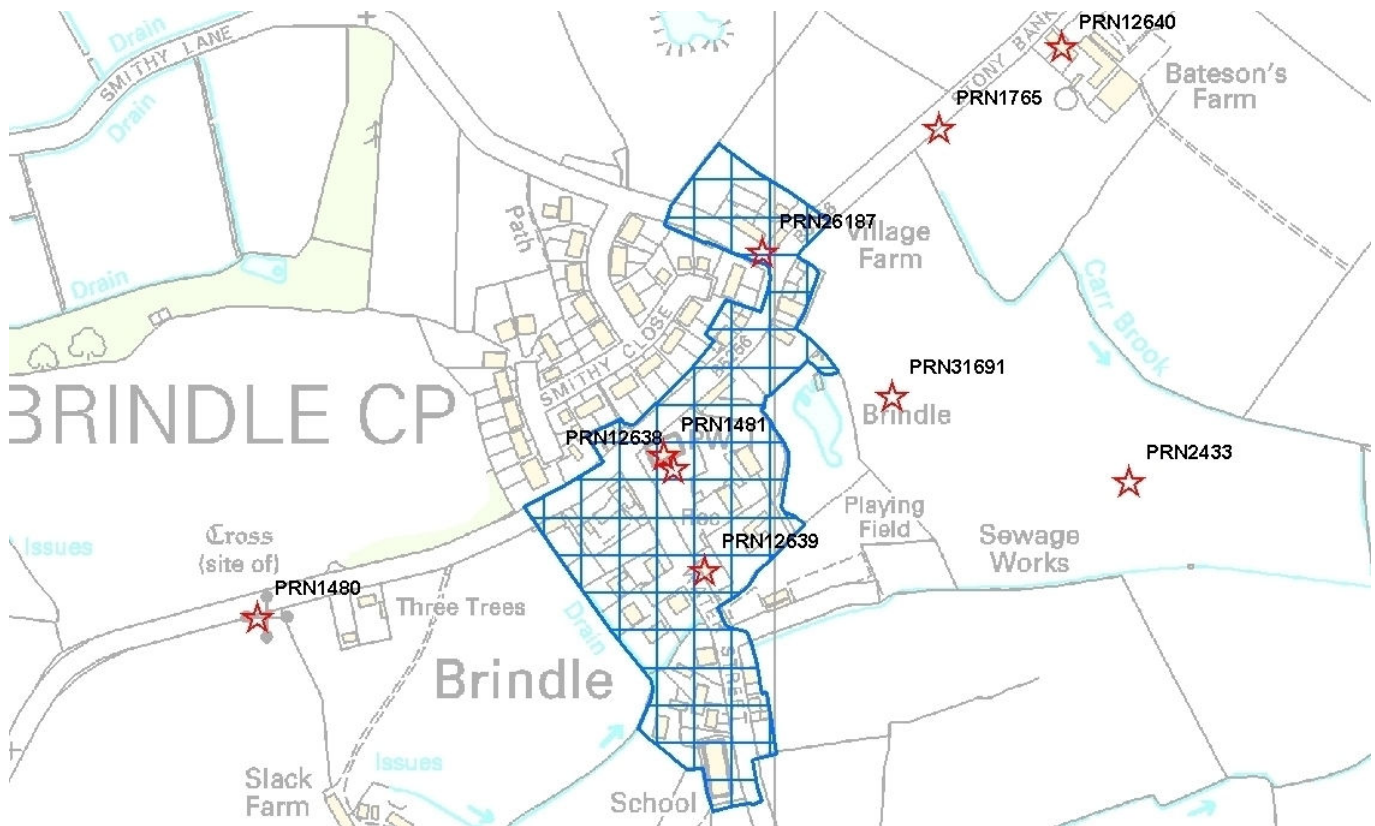 PRN12640
Drain
SMITHY LANE
STONY BANK
Bateson's
Farm
PRN1765
Drain
Path
PRN26187
Village
Farm
Drain
Carr Brook
SMITHY CLOSE
B5256
PRN31691
Brindle
BRINDLE CP
PRN12638
PRN1481
PW
PRN2433
Playing
Field
Sewage
Works
Cross
(site of)
Issues
PRN12639
PRN1480
Three Trees
Drain
Brindle
Issues
Slack
Farm
School